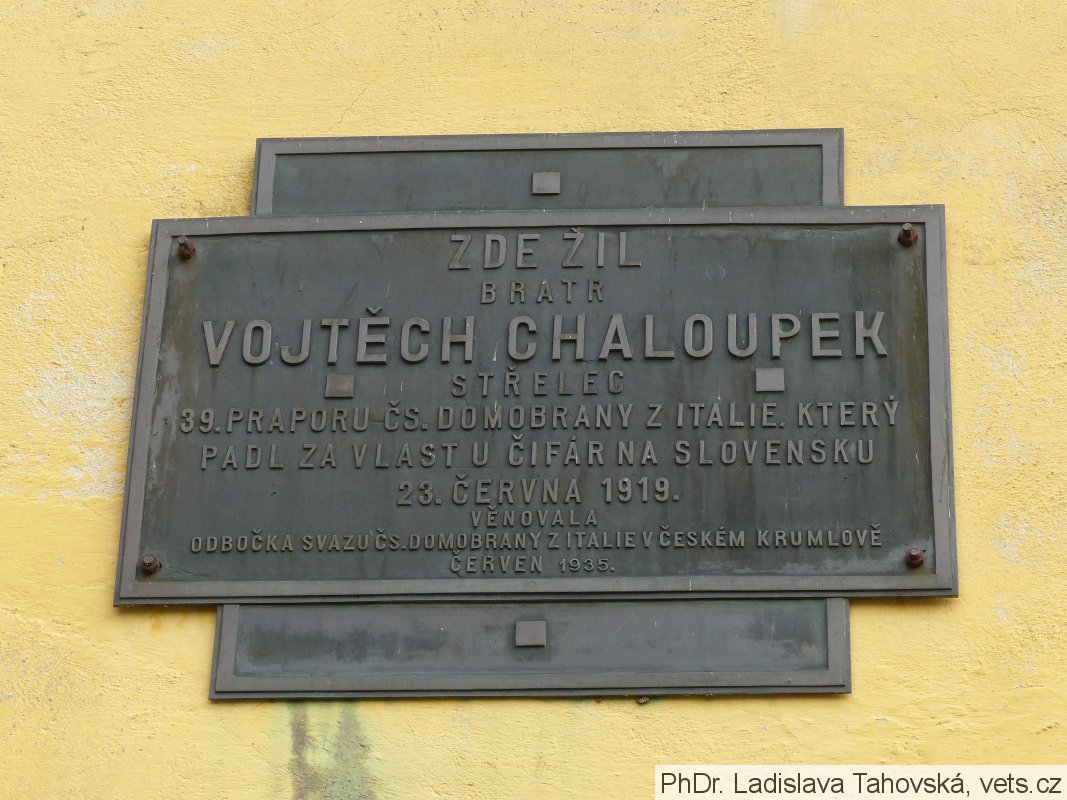 ZDE ŽIL
BRATR
VOJTĚCH CHALOUPEK
STŘELEC
39. PRAPORU ČS. DOMOBRANY Z ITALIE, KTERÝ
PADL ZA VLAST U ČIFÁR NA SLOVENSKU
23. ČERVNA 1919.
VĚNOVALA
ODBOČKA SVAZU ČS. DOMOBRANY Z ITALIE V ČESKÉM KRUMLOVĚ
ČERVEN 1935.
PhDr. Ladislava Tahovská, vets.cz